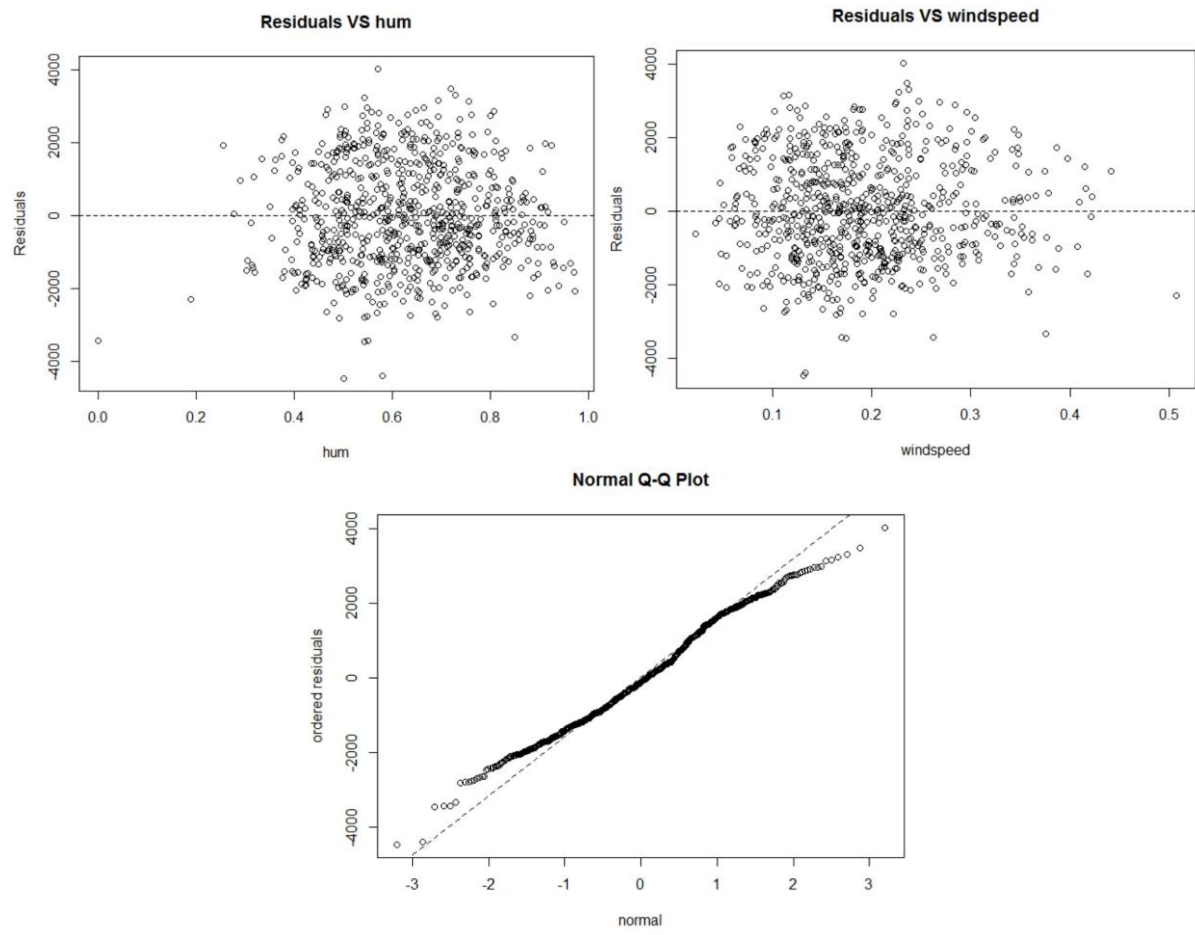 Residuals VS hum
Residuals
4000
2000
0
-2000
-4000
0.0 0.2 0.4 0.6 0.8 1.0
hum
Residuals VS windspeed
Residuals
4000
2000
0
-2000
-4000
0.1 0.2 0.3 0.4 0.5
windspeed
Normal Q-Q Plot
ordered residuals
4000
2000
0
-2000
-4000
-3 -2 -1 0 1 2 3
normal